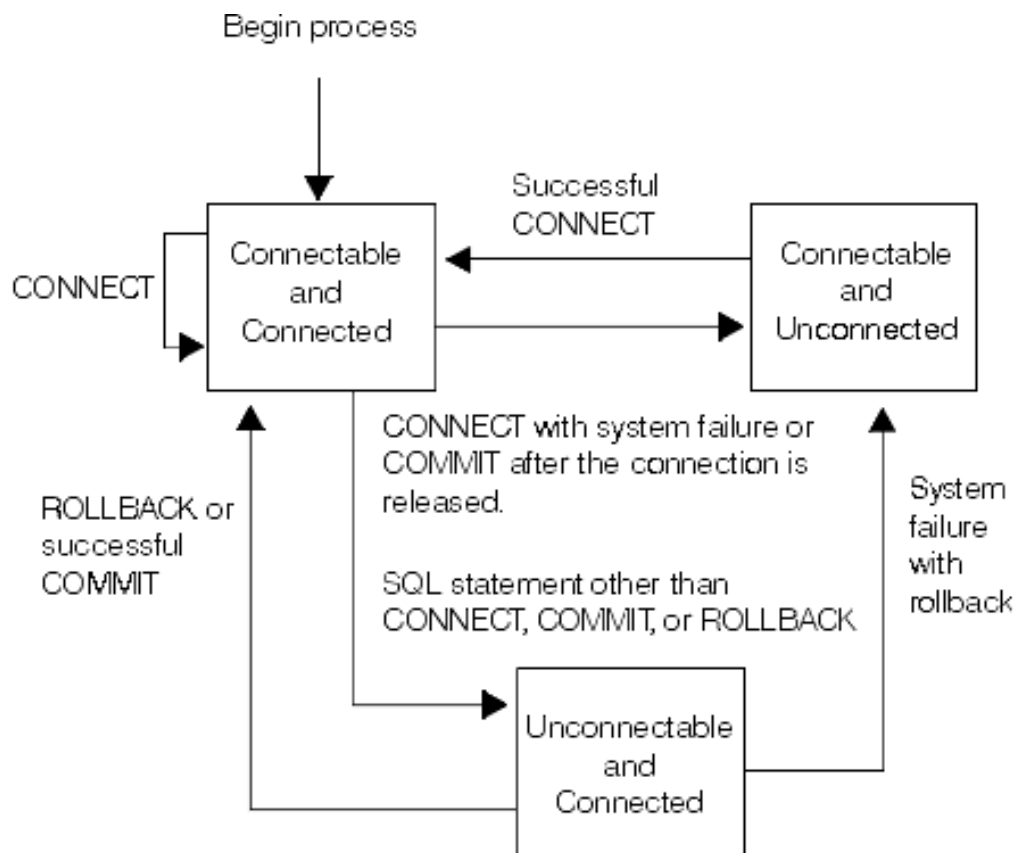 Begin process
Successful
CONNECT
Connectable
and
Connected
Connectable
and
Unconnected
CONNECT
CONNECT with system failure or
COMMIT after the connection is
released.
ROLLBACK or
successful
COMMIT
System
failure
with
rollback
SQL statement other than
CONNECT, COMMIT, or ROLLBACK
Unconnectable
and
Connected